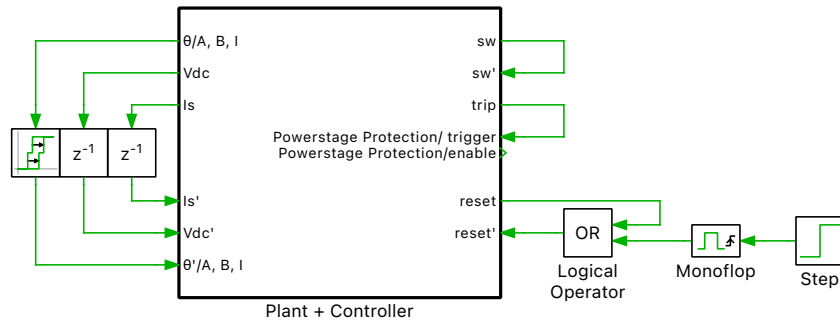 θ/A, B, I
sw
Vdc
sw'
Is
trip
Powerstage Protection/ trigger
z⁻¹
z⁻¹
Powerstage Protection/enable
Is'
reset
Vdc'
reset'
OR
θ'/A, B, I
Logical
Operator
Monoflop
Step
Plant + Controller